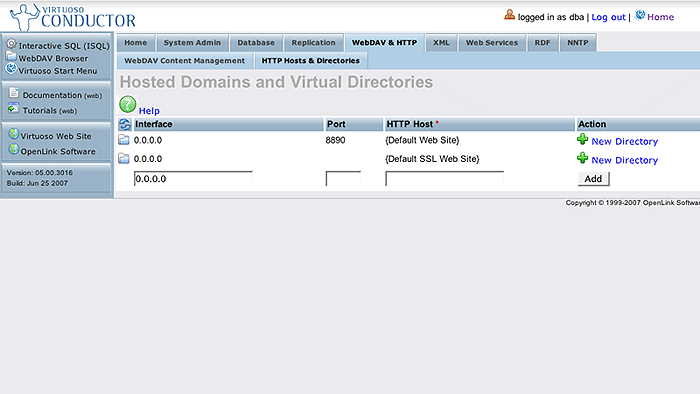 VIRTUOSO
CONDUCTOR
logged in as dba | Log out | Home
Interactive SQL (ISQL)
WebDAV Browser
Virtuoso Start Menu
Documentation (web)
Tutorials (web)
Virtuoso Web Site
OpenLink Software
Version: 05.00.3016
Build: Jun 25 2007
Home System Admin Database Replication WebDAV & HTTP XML Web Services RDF NNTP
WebDAV Content Management HTTP Hosts & Directories
Hosted Domains and Virtual Directories
Help
Interface Port HTTP Host * Action
0.0.0.0 8890 {Default Web Site} New Directory
0.0.0.0 {Default SSL Web Site} New Directory
0.0.0.0 Add
Copyright © 1999-2007 OpenLink Softwa